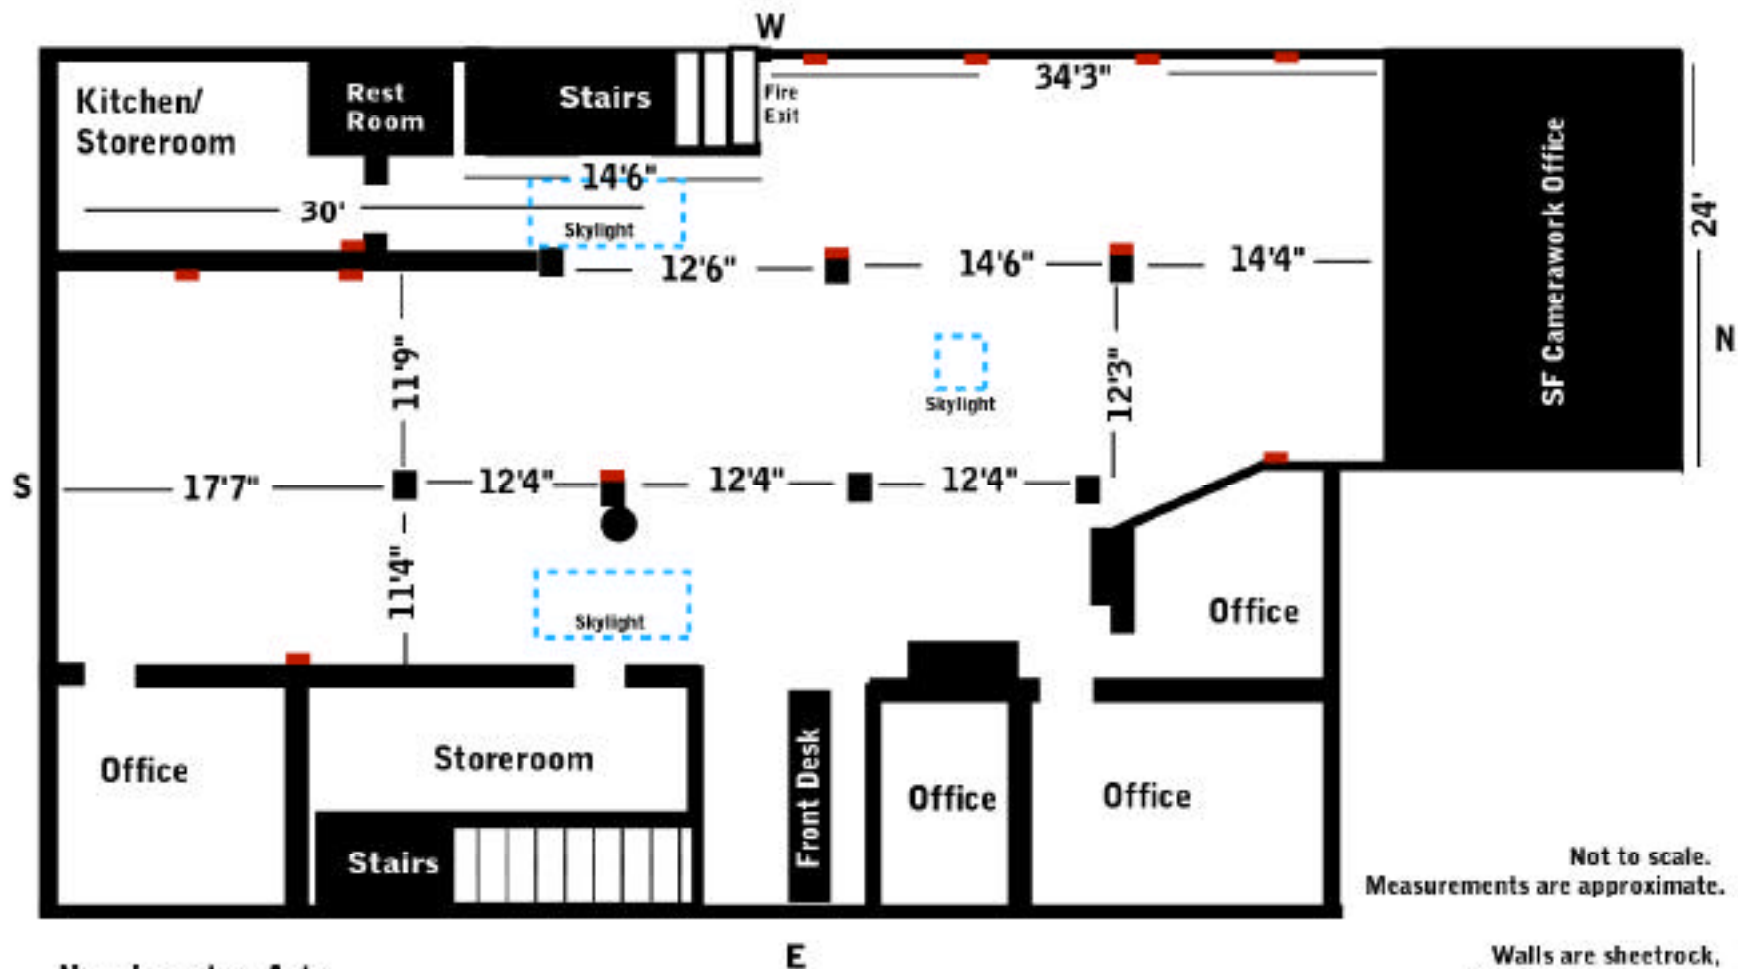 W
Kitchen/
Storeroom
Rest
Room
Stairs
Fire
Exit
34'3"
SF Camerawork Office
24'
N
14'6"
30'
Skylight
12'6"
14'6"
14'4"
11'9"
Skylight
12'3"
S
17'7"
12'4"
12'4"
12'4"
11'4"
Skylight
Office
Office
Storeroom
Stairs
Front Desk
Office
Office
Not to scale.
Measurements are approximate.
E
Walls are sheetrock,